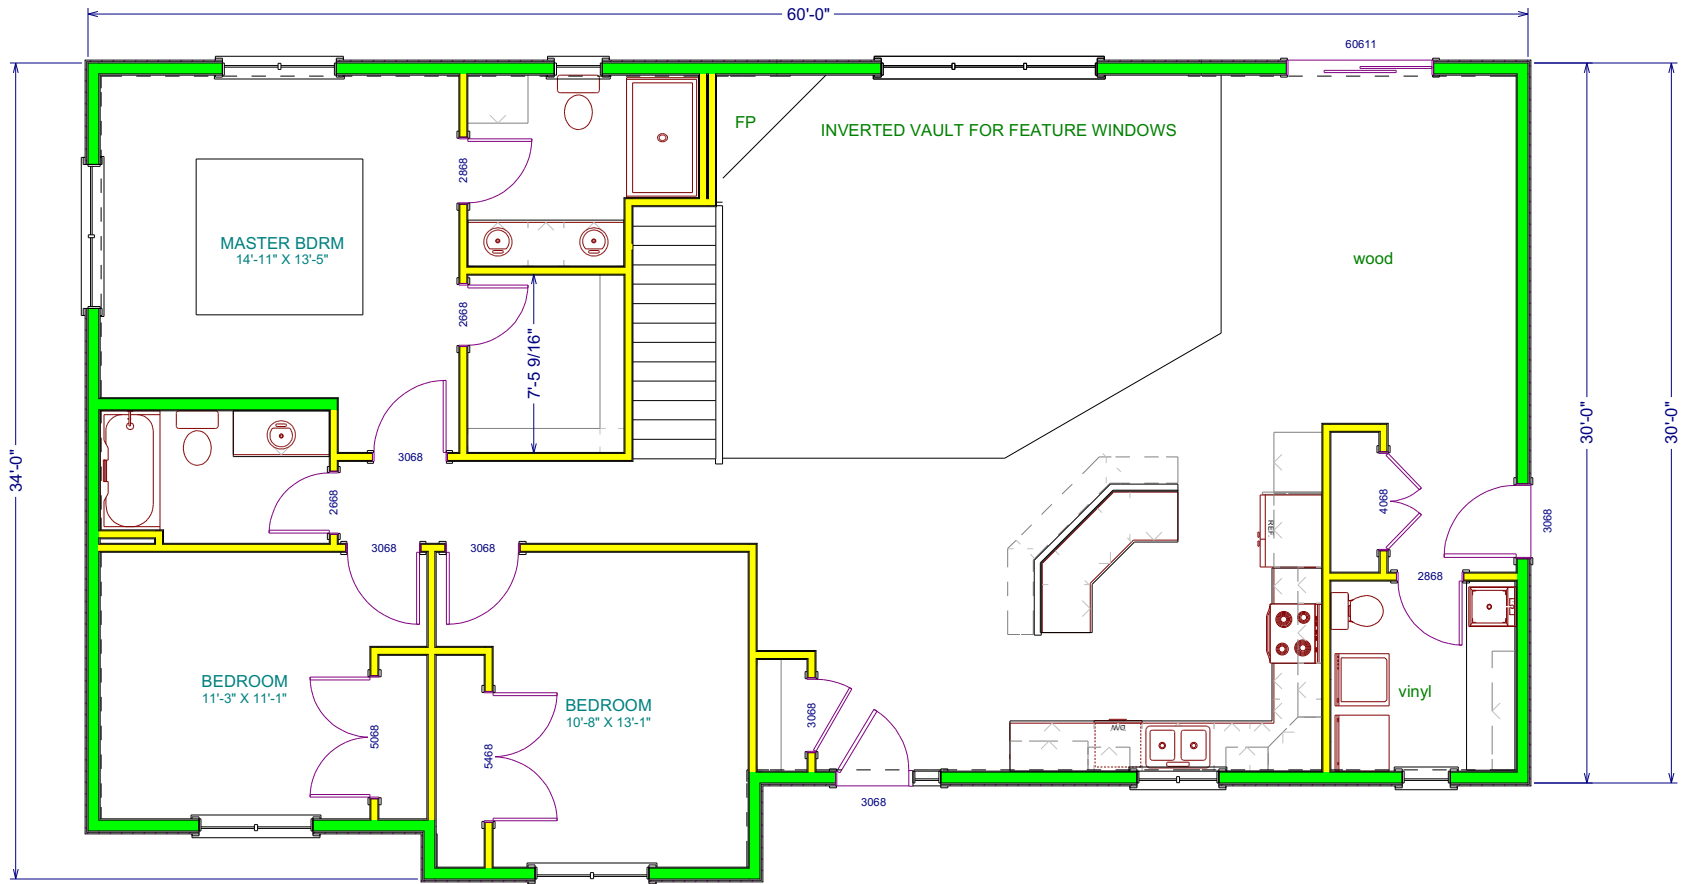 60'-0"
60611
FP
INVERTED VAULT FOR FEATURE WINDOWS
2868
MASTER BDRM
14'-11" X 13'-5"
wood
2668
7'-5 9/16"
34'-0"
30'-0"
30'-0"
3068
2668
4068
REF.
3068
3068
3068
2868
BEDROOM
11'-3" X 11'-1"
BEDROOM
10'-8" X 13'-1"
vinyl
3068
5068
5468
D/W
3068